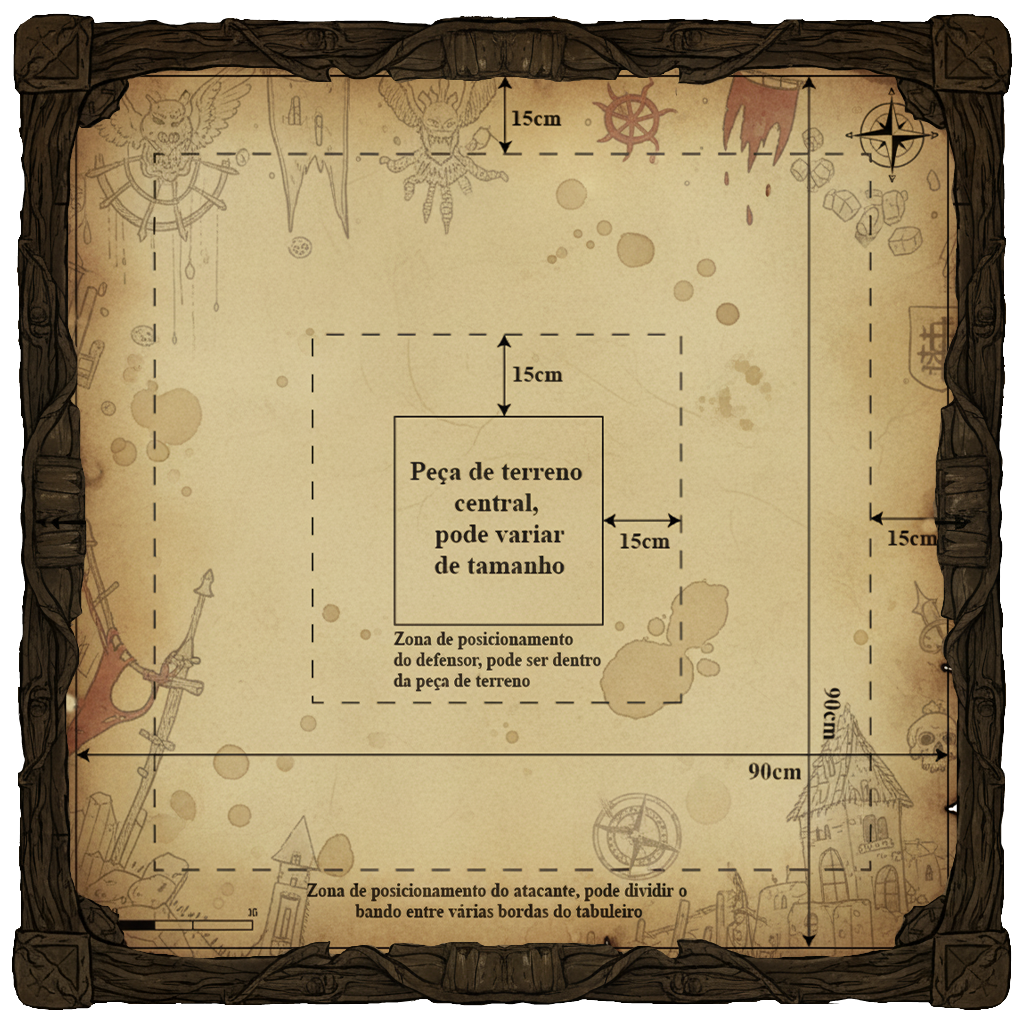 15cm
15cm
Peça de terreno
central,
pode variar
de tamanho
15cm
15cm
Zona de posicionamento
do defensor, pode ser dentro
da peça de terreno
90cm
90cm
Zona de posicionamento do atacante, pode dividir o
bando entre várias bordas do tabuleiro